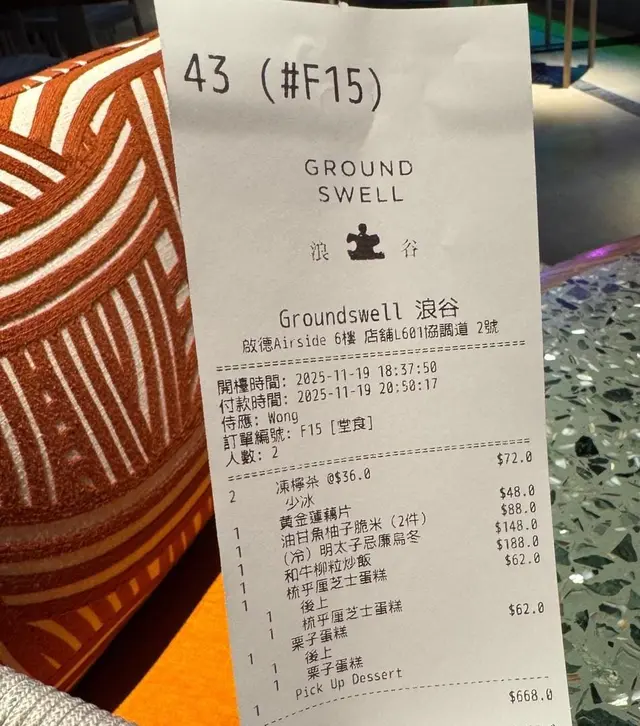 43 (#F15)
GROUND
SWELL
浪 谷
Groundswell 浪谷
啟德Airside 6樓 店舖L601協調道 2號
開檯時間: 2025-11-19 18:37:50
付款時間: 2025-11-19 20:50:17
侍應: Wong
訂單編號: F15 [堂食]
人數: 2
2 凍檸茶 @$36.0 $72.0
少冰
1 黃金蓮藕片 $48.0
1 油甘魚柚子脆米 (2件) $88.0
1 (冷) 明太子忌廉烏冬 $148.0
1 和牛柳粒炒飯 $188.0
1 梳乎厘芝士蛋糕 $62.0
後上
1 梳乎厘芝士蛋糕
1 栗子蛋糕 $62.0
後上
1 栗子蛋糕
1 Pick Up Dessert
$668.0